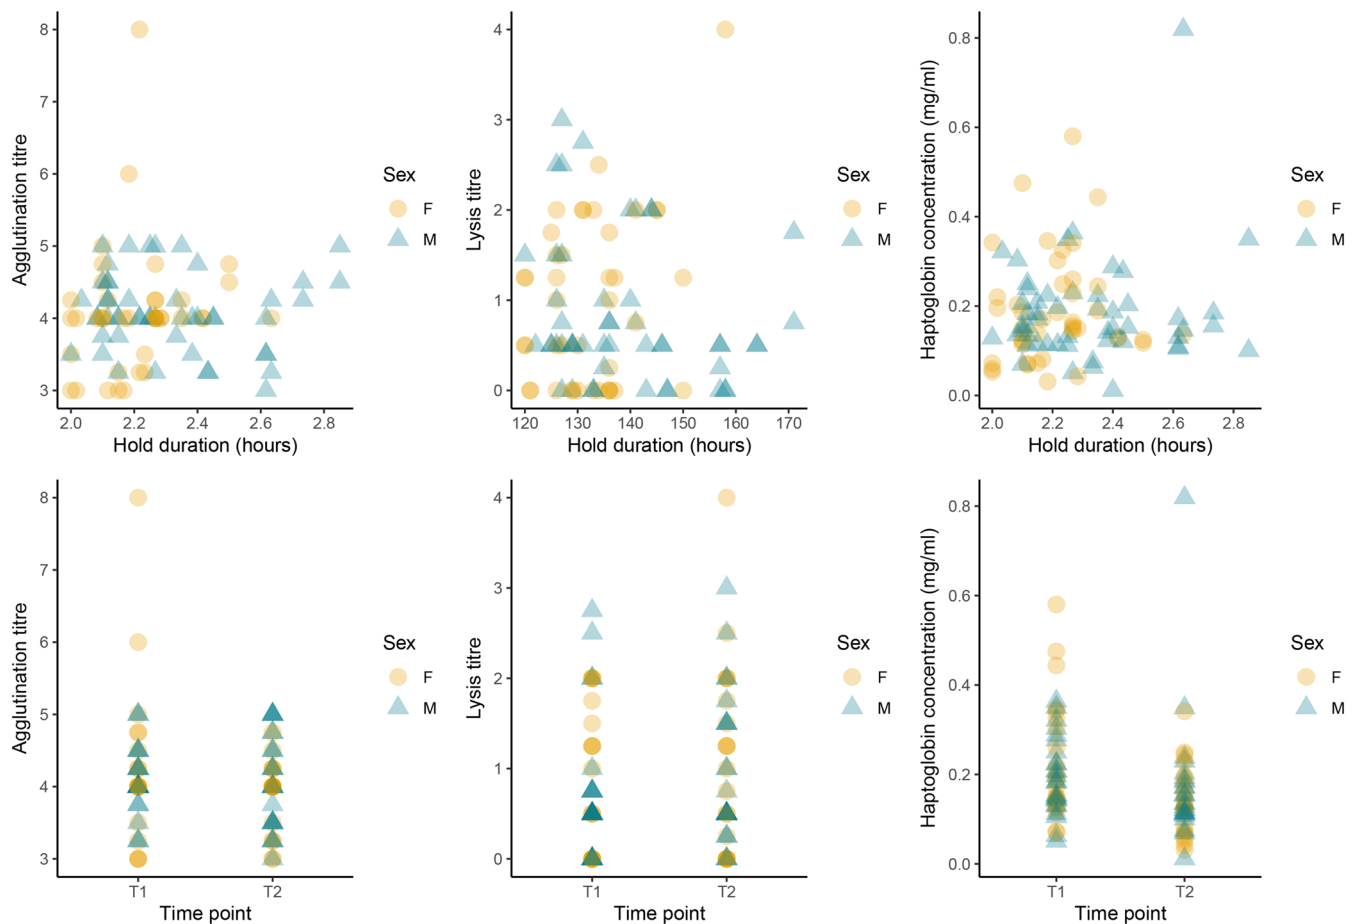 Agglutination titre
8
7
6
5
4
3
2.0 2.2 2.4 2.6 2.8
Hold duration (hours)
Sex
F
M
Lysis titre
4
3
2
1
0
120 130 140 150 160 170
Hold duration (hours)
Sex
F
M
Haptoglobin concentration (mg/ml)
0.8
0.6
0.4
0.2
0.0
2.0 2.2 2.4 2.6 2.8
Hold duration (hours)
Sex
F
M
Agglutination titre
8
7
6
5
4
3
T1 T2
Time point
Sex
F
M
Lysis titre
4
3
2
1
0
T1 T2
Time point
Sex
F
M
Haptoglobin concentration (mg/ml)
0.8
0.6
0.4
0.2
0.0
T1 T2
Time point
Sex
F
M